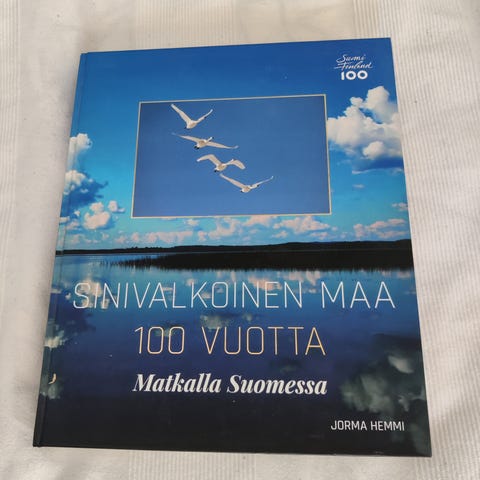 Suomi
Finland
100
SINIVALKOINEN MAA
100 VUOTTA
Matkalla Suomessa
JORMA HEMMI